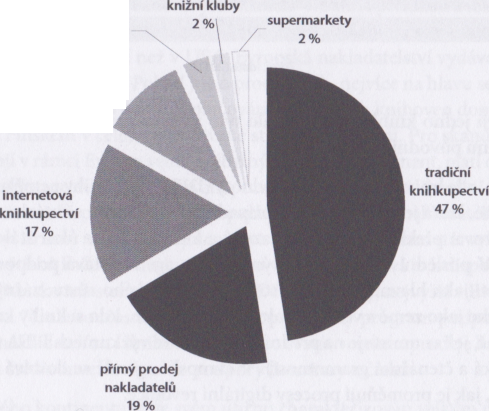 knižní kluby
2 %
supermarkety
2 %
tradiční
knihkupectví
47 %
internetová
knihkupectví
17 %
přímý prodej
nakladatelů
19 %